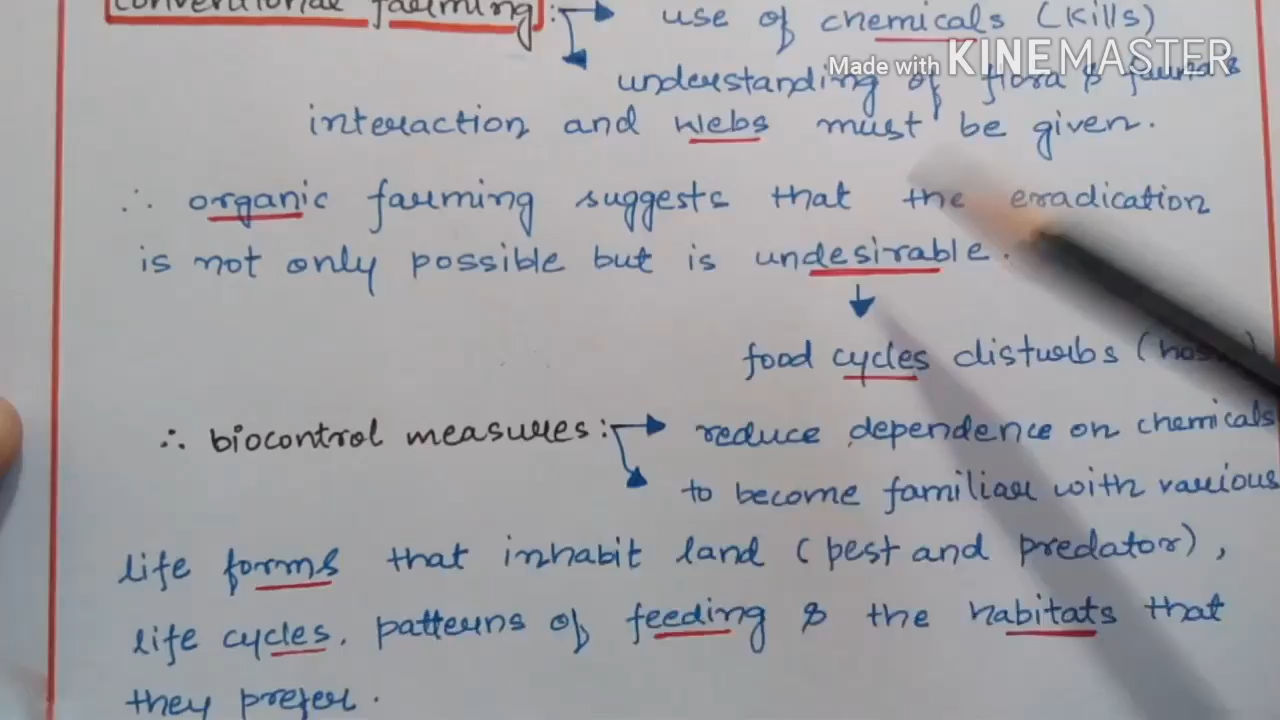 conventional farming : use of chemicals (kills)
Made with KINEMASTER
understanding of flora & fauna's
interaction and webs must be given.
∴ organic farming suggests that the eradication
is not only possible but is undesirable.
food cycles disturbs
∴ biocontrol measures: reduce dependence on chemicals
to become familiar with various
life forms that inhabit land (pest and predator),
life cycles. patterns of feeding & the habitats that
they prefer.